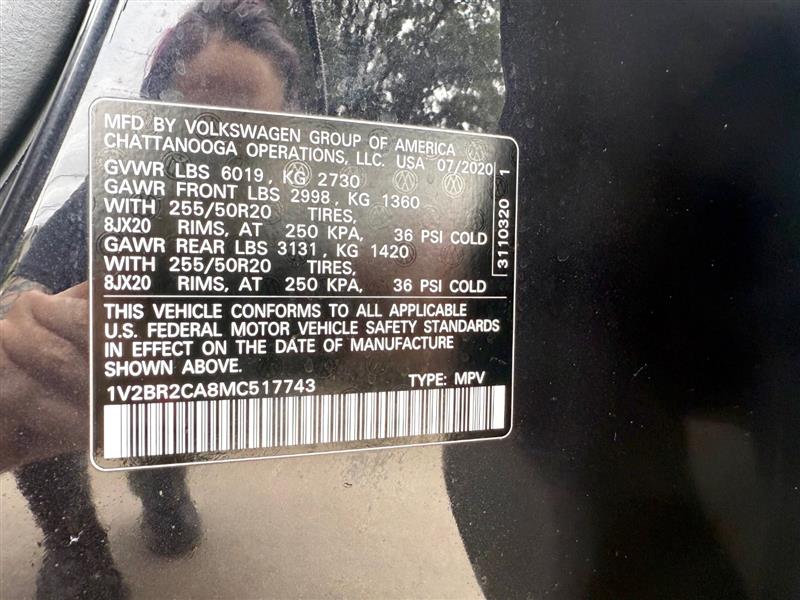 MFD BY VOLKSWAGEN GROUP OF AMERICA
CHATTANOOGA OPERATIONS, LLC. USA 07/2020
GVWR LBS 6019 , KG 2730
GAWR FRONT LBS 2998, KG 1360
WITH 255/50R20 TIRES,
8JX20 RIMS, AT 250 KPA, 36 PSI COLD
GAWR REAR LBS 3131, KG 1420
WITH 255/50R20 TIRES,
8JX20 RIMS, AT 250 KPA, 36 PSI COLD
3110320 1
THIS VEHICLE CONFORMS TO ALL APPLICABLE
U.S. FEDERAL MOTOR VEHICLE SAFETY STANDARDS
IN EFFECT ON THE DATE OF MANUFACTURE
SHOWN ABOVE.
1V2BR2CA8MC517743 TYPE: MPV